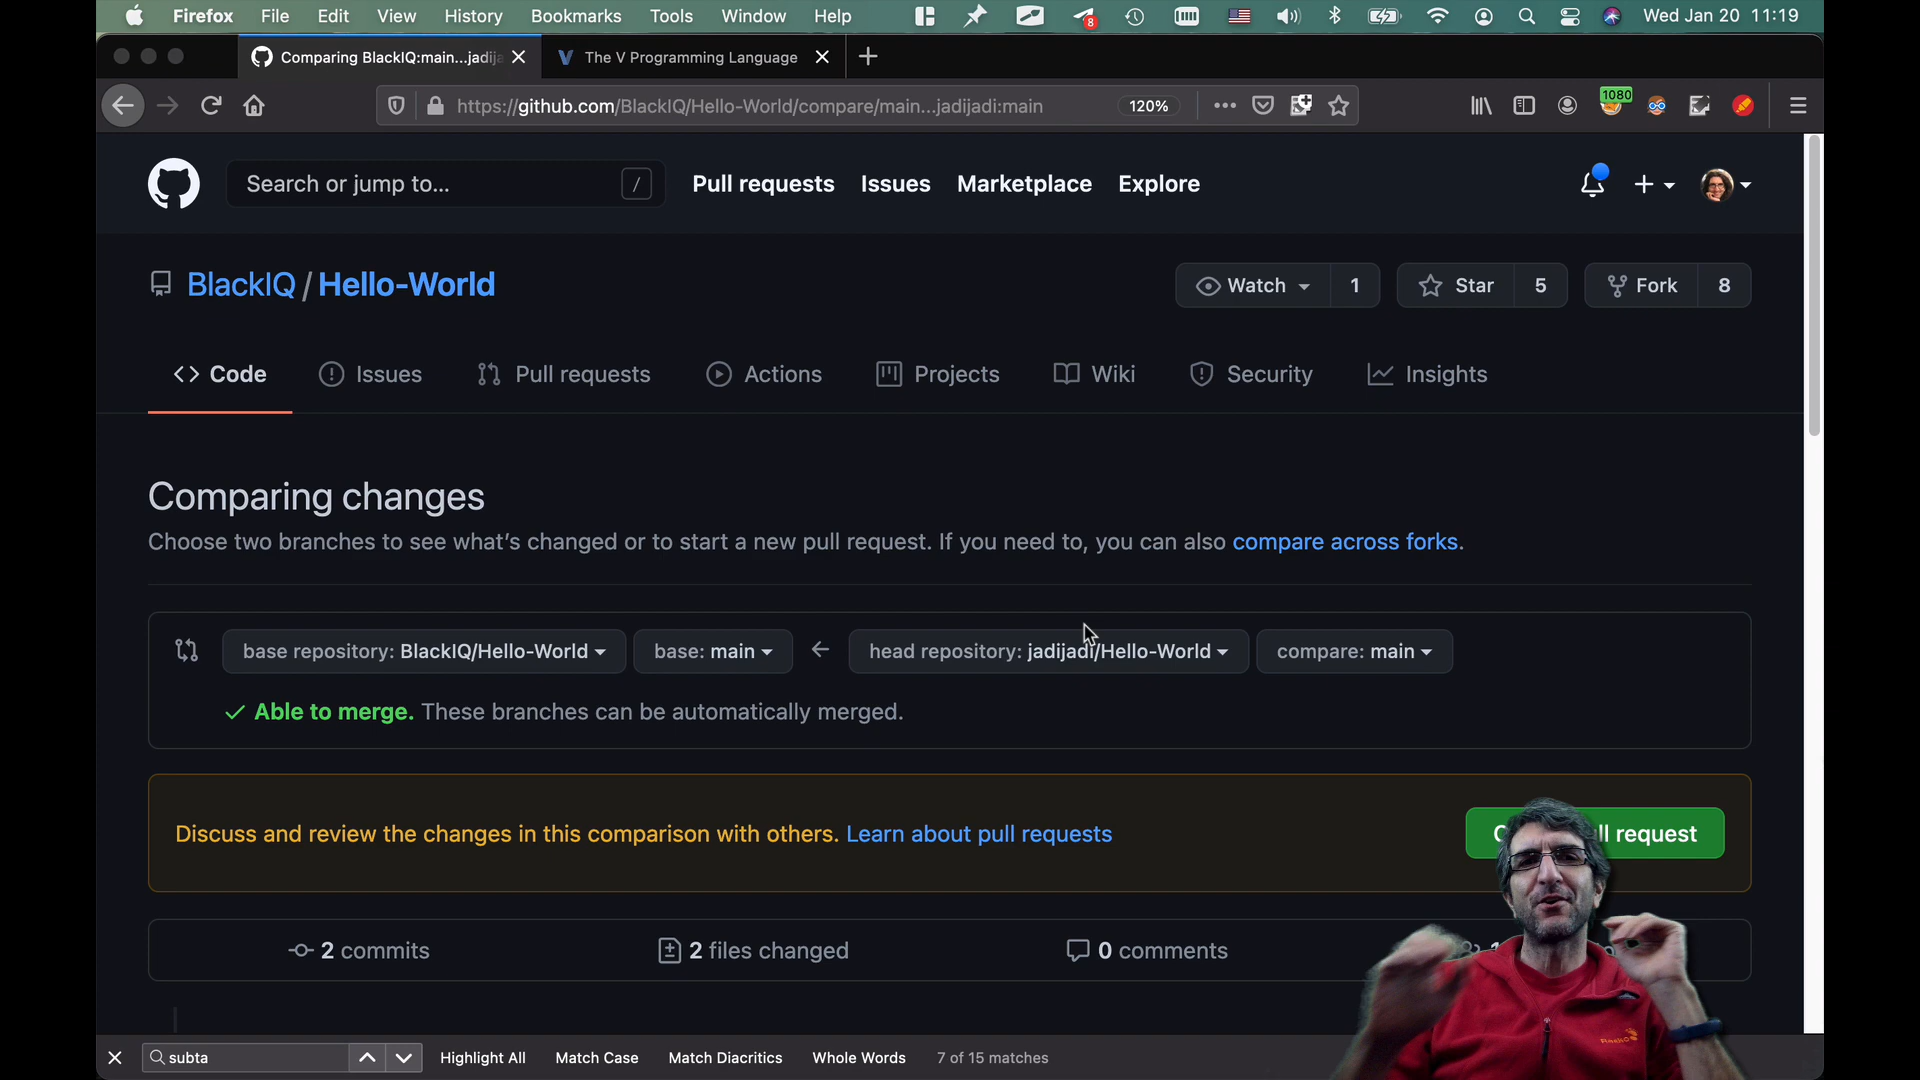 Firefox File Edit View History Bookmarks Tools Window Help 8 Wed Jan 20 11:19
Comparing BlackIQ:main...jadija
The V Programming Language
https://github.com/BlackIQ/Hello-World/compare/main...jadijadi:main 120% 1080
Search or jump to... / Pull requests Issues Marketplace Explore
BlackIQ / Hello-World Watch 1 Star 5 Fork 8
Code Issues Pull requests Actions Projects Wiki Security Insights
Comparing changes
Choose two branches to see what's changed or to start a new pull request. If you need to, you can also compare across forks.
base repository: BlackIQ/Hello-World base: main head repository: jadijadi/Hello-World compare: main
Able to merge. These branches can be automatically merged.
Discuss and review the changes in this comparison with others. Learn about pull requests request
2 commits 2 files changed 0 comments
subta Highlight All Match Case Match Diacritics Whole Words 7 of 15 matches